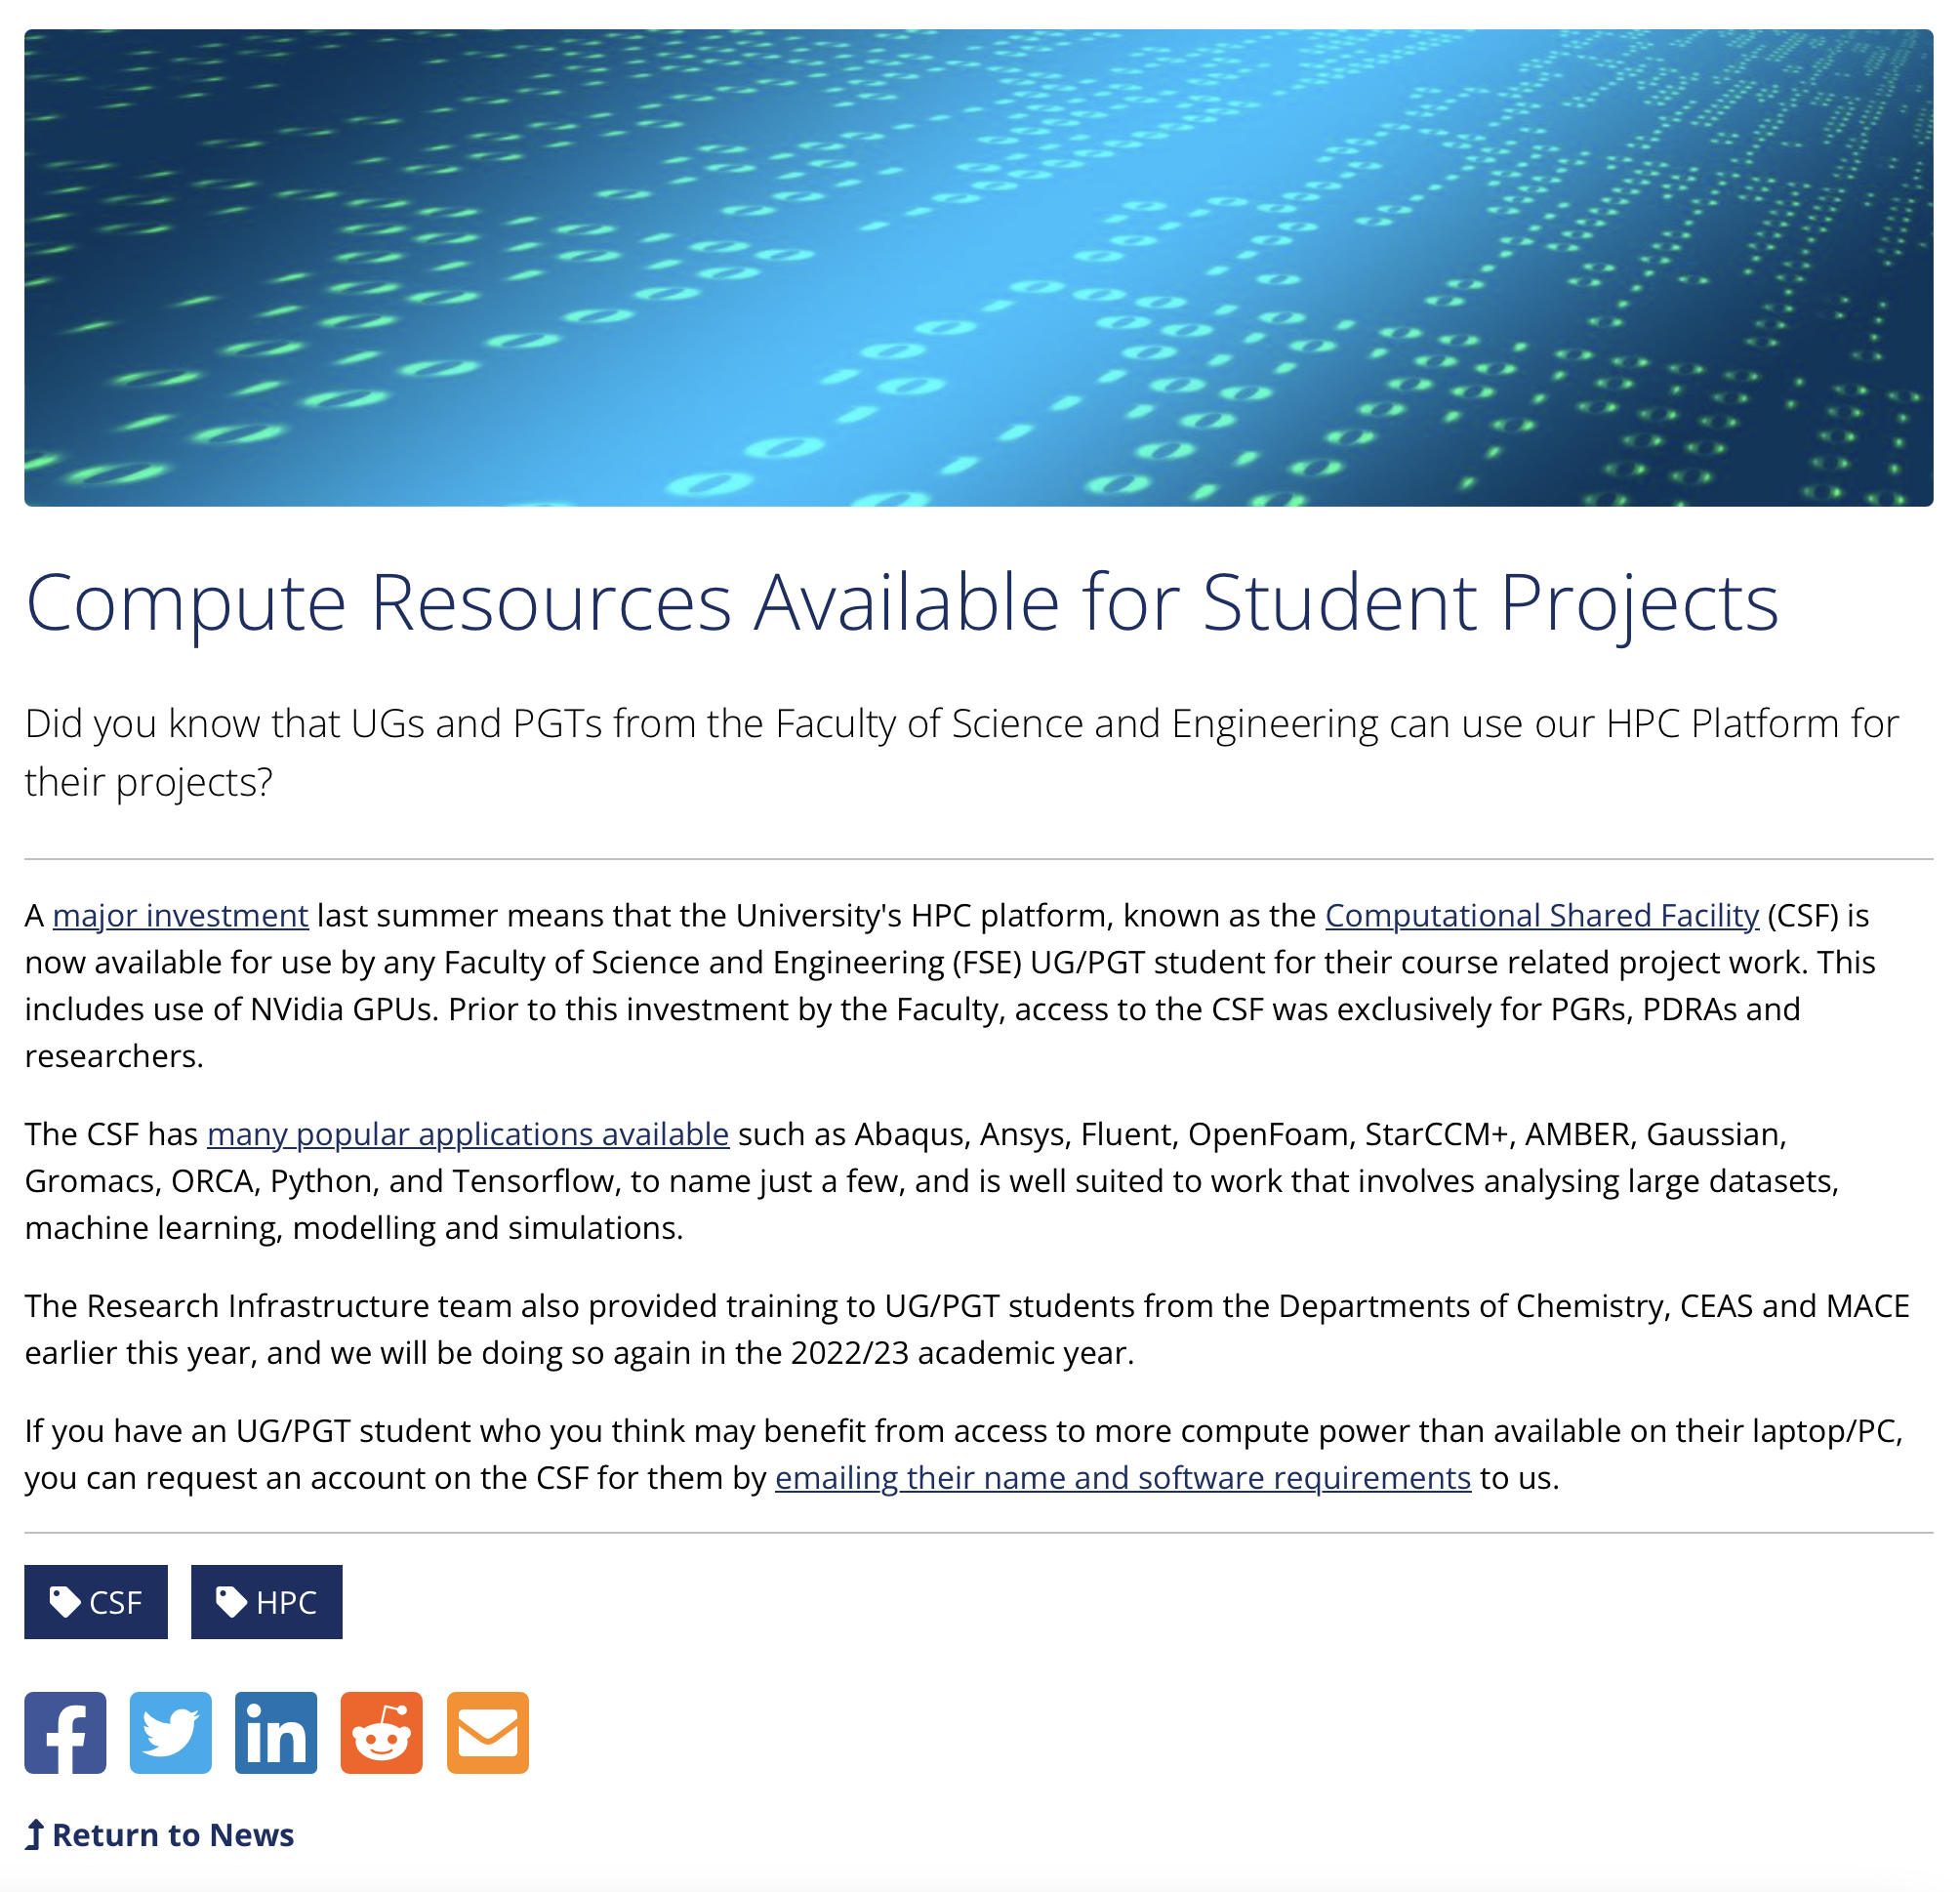 Compute Resources Available for Student Projects
Did you know that UGs and PGTs from the Faculty of Science and Engineering can use our HPC Platform for
their projects?
A major investment last summer means that the University's HPC platform, known as the Computational Shared Facility (CSF) is
now available for use by any Faculty of Science and Engineering (FSE) UG/PGT student for their course related project work. This
includes use of NVidia GPUs. Prior to this investment by the Faculty, access to the CSF was exclusively for PGRs, PDRAs and
researchers.
The CSF has many popular applications available such as Abaqus, Ansys, Fluent, OpenFoam, StarCCM+, AMBER, Gaussian,
Gromacs, ORCA, Python, and Tensorflow, to name just a few, and is well suited to work that involves analysing large datasets,
machine learning, modelling and simulations.
The Research Infrastructure team also provided training to UG/PGT students from the Departments of Chemistry, CEAS and MACE
earlier this year, and we will be doing so again in the 2022/23 academic year.
If you have an UG/PGT student who you think may benefit from access to more compute power than available on their laptop/PC,
you can request an account on the CSF for them by emailing their name and software requirements to us.
CSF HPC
Return to News